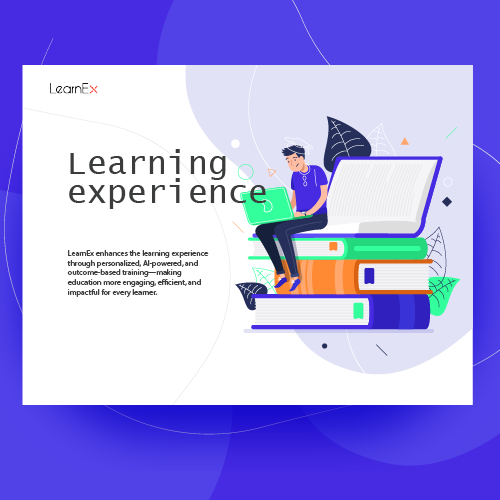 LearnEx
Learning
experience
LearnEx enhances the learning experience
through personalized, AI-powered, and
outcome-based training—making
education more engaging, efficient, and
impactful for every learner.